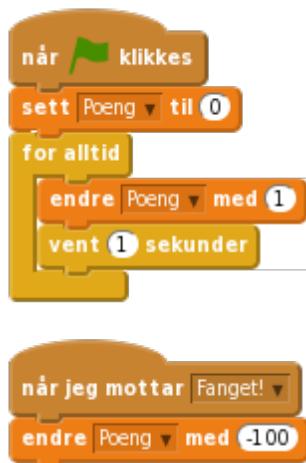 når klikkes
sett Poeng til 0
for alltid
endre Poeng med 1
vent 1 sekunder
når jeg mottar Fanget!
endre Poeng med -100